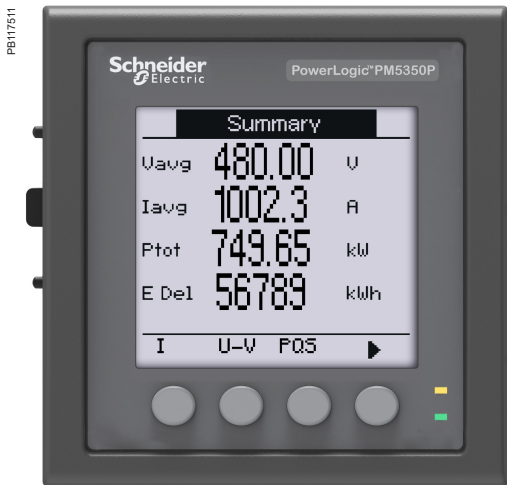 PB117511
Schneider
Electric
PowerLogic™PM5350P
Summary
Vavg 480.00 V
Iavg 1002.3 A
Ptot 749.65 kW
E Del 56789 kWh
I U-V PQS